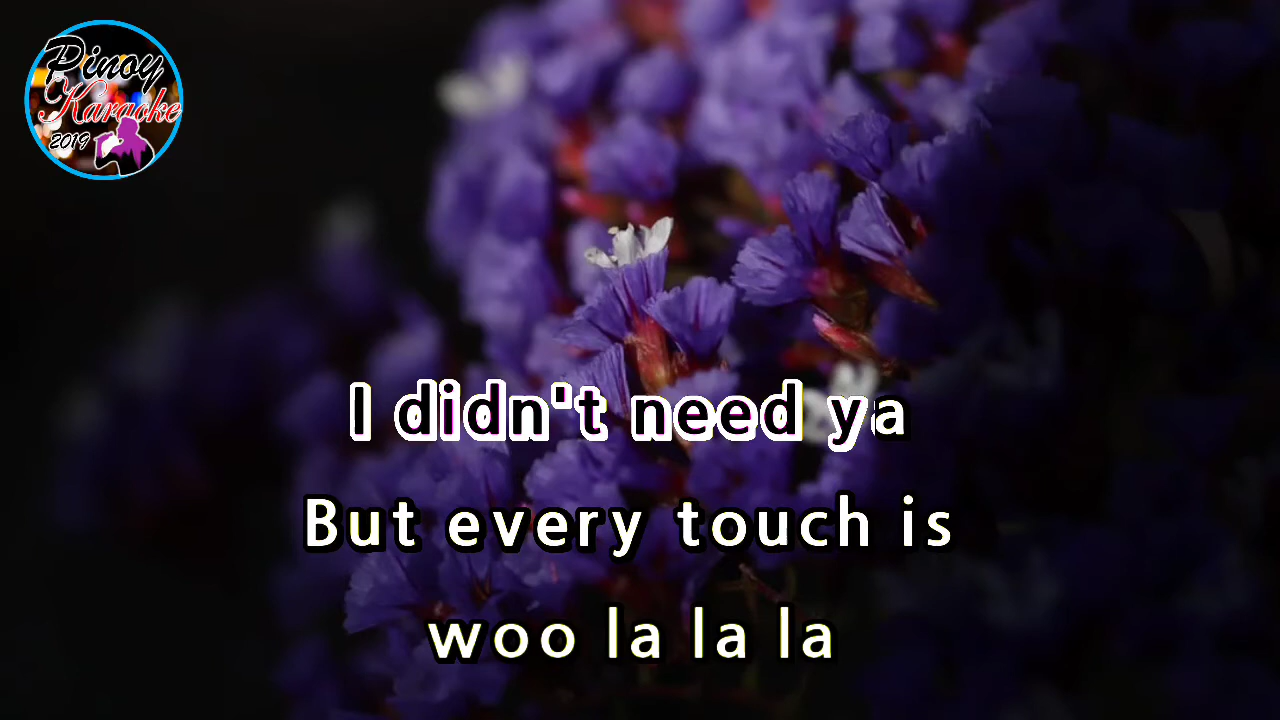 Pinoy
Karaoke
2019
I didn't need ya
But every touch is
woo la la la